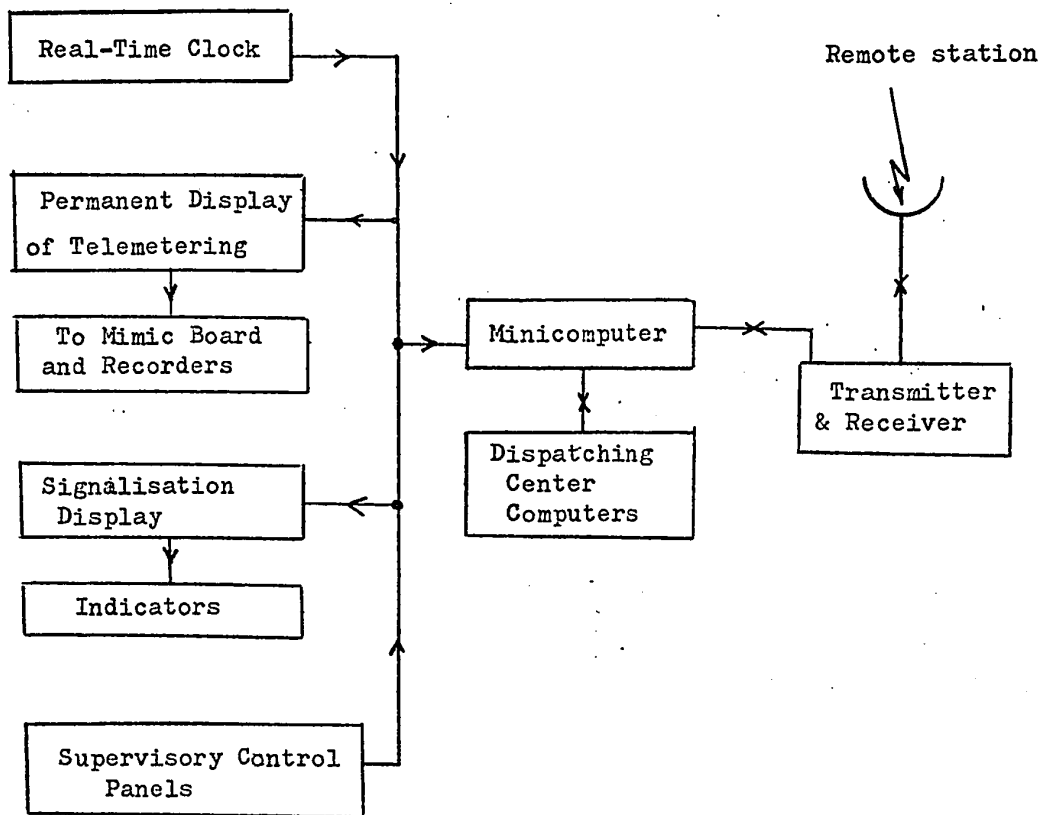 Real-Time Clock
Remote station
Permanent Display
of Telemetering
To Mimic Board
and Recorders
Minicomputer
Transmitter
& Receiver
Signalisation
Display
Dispatching
Center
Computers
Indicators
Supervisory Control
Panels